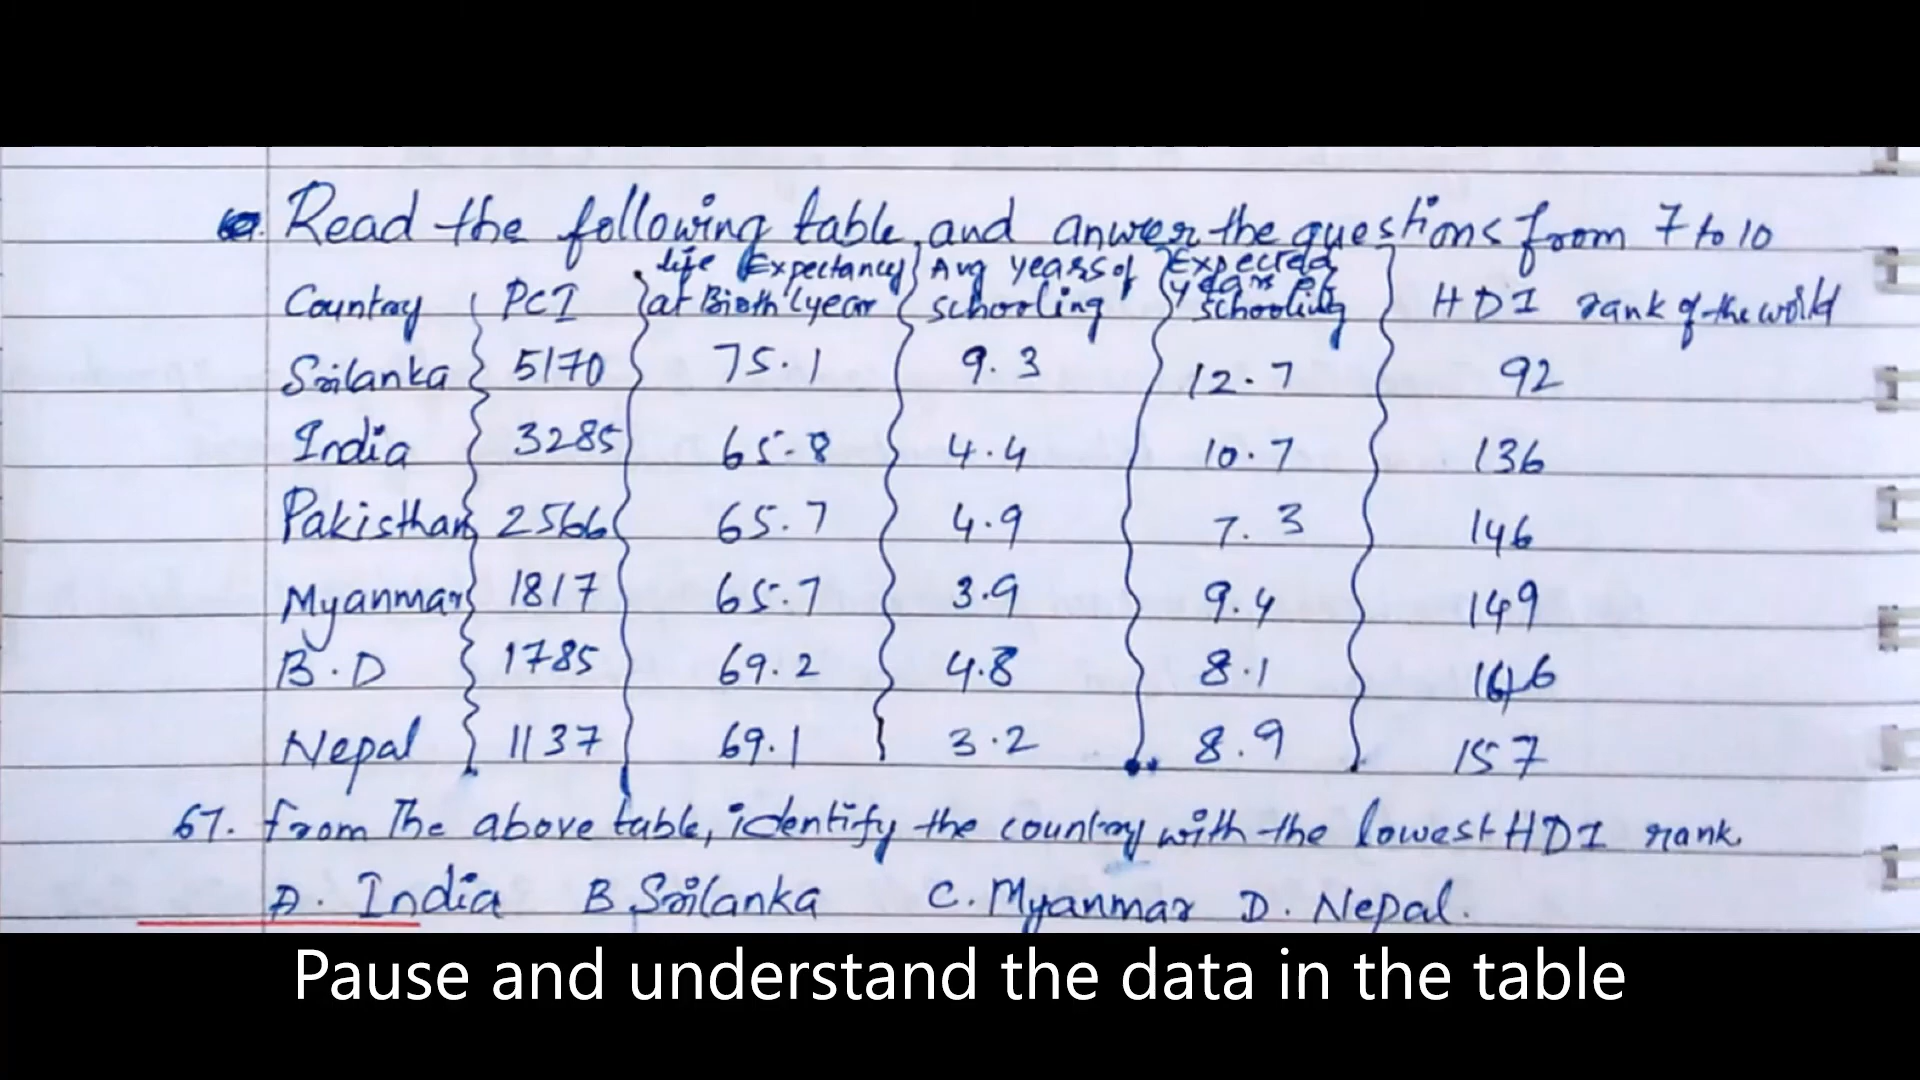 Read the following table, and anwer the questions from 7 to 10
Country PCI life Expectancy at Birth (year Avg years of schooling Expected years of schooling HDI rank of the world
Srilanka 5170 75.1 9.3 12.7 92
India 3285 65.8 4.4 10.7 136
Pakisthan 2566 65.7 4.9 7.3 146
Myanmar 1817 65.7 3.9 9.4 149
B.D 1785 69.2 4.8 8.1
Nepal 1137 69.1 3.2 8.9 157
67. from The above table, identify the country with the lowest HDI rank
A. India B Srilanka C. Myanmar D. Nepal.
Pause and understand the data in the table